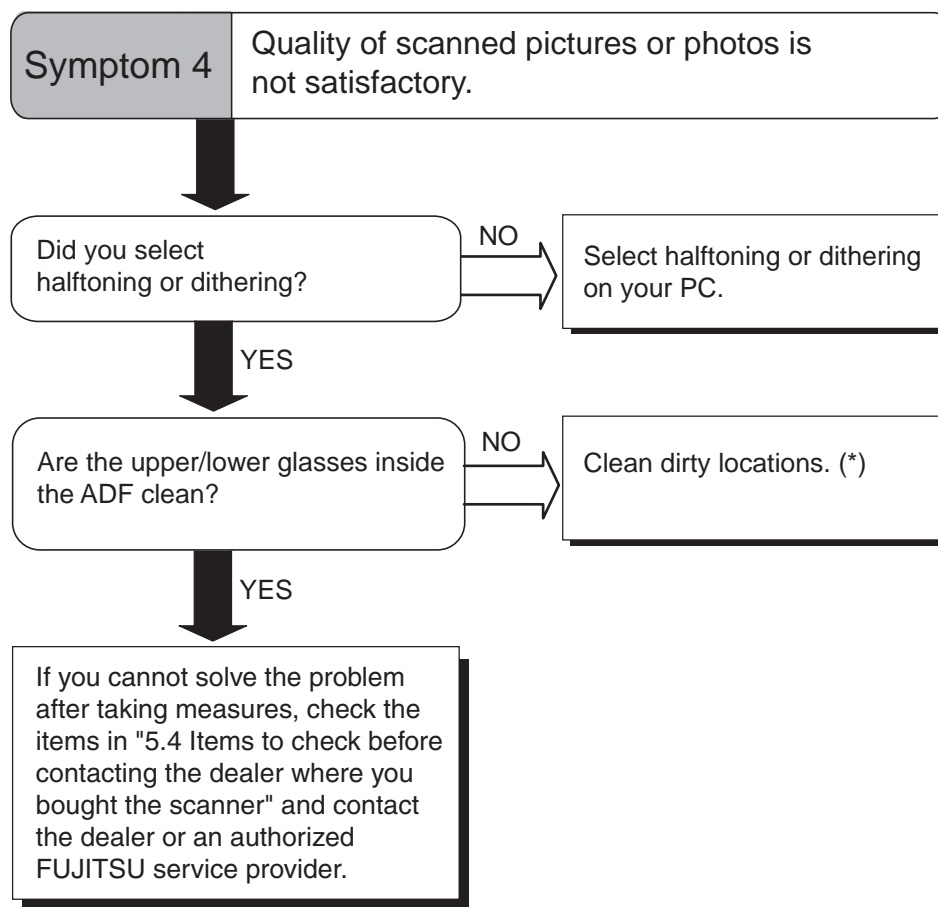 Symptom 4
Quality of scanned pictures or photos is
not satisfactory.
Did you select
halftoning or dithering?
NO
Select halftoning or dithering
on your PC.
YES
Are the upper/lower glasses inside
the ADF clean?
NO
Clean dirty locations. (*)
YES
If you cannot solve the problem
after taking measures, check the
items in "5.4 Items to check before
contacting the dealer where you
bought the scanner" and contact
the dealer or an authorized
FUJITSU service provider.